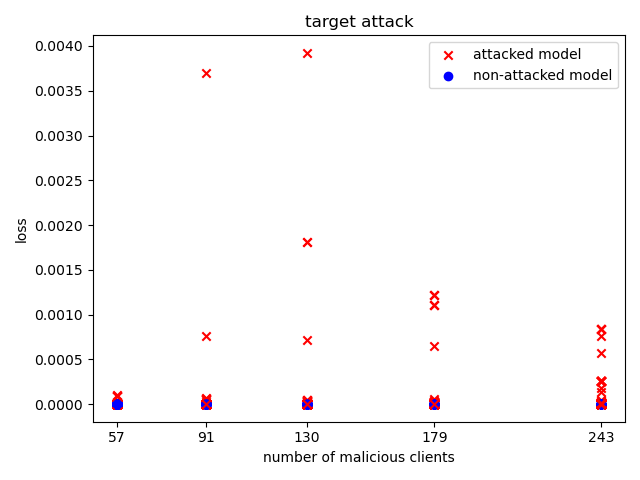 target attack
attacked model
non-attacked model
0.0040
0.0035
0.0030
0.0025
0.0020
0.0015
0.0010
0.0005
0.0000
loss
57
91
130
179
243
number of malicious clients